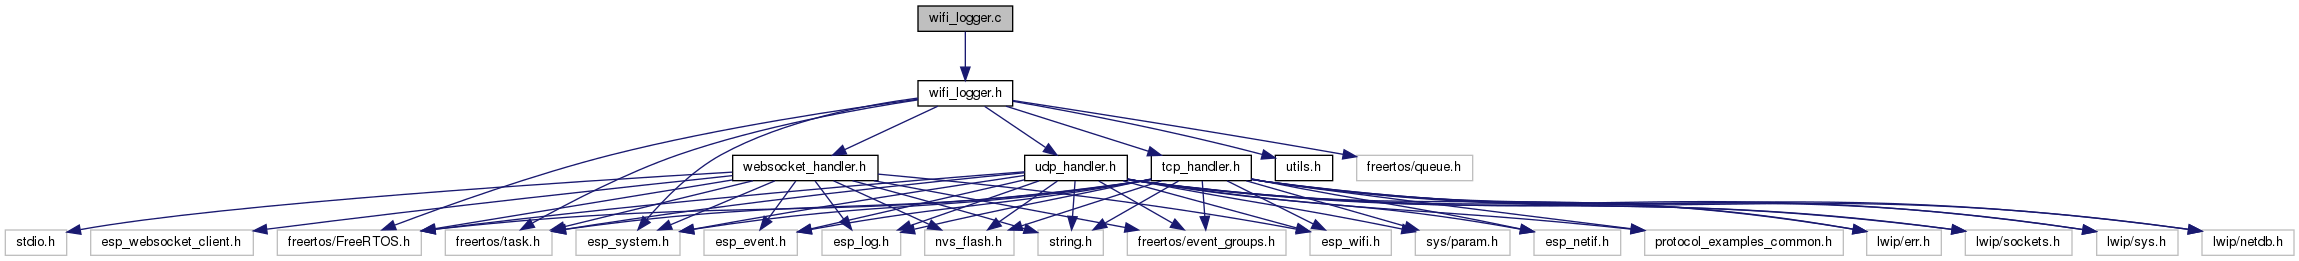 wifi_logger.c
wifi_logger.h
websocket_handler.h
udp_handler.h
tcp_handler.h
utils.h
freertos/queue.h
stdio.h
esp_websocket_client.h
freertos/FreeRTOS.h
freertos/task.h
esp_system.h
esp_event.h
esp_log.h
nvs_flash.h
string.h
freertos/event_groups.h
esp_wifi.h
sys/param.h
esp_netif.h
protocol_examples_common.h
lwip/err.h
lwip/sockets.h
lwip/sys.h
lwip/netdb.h